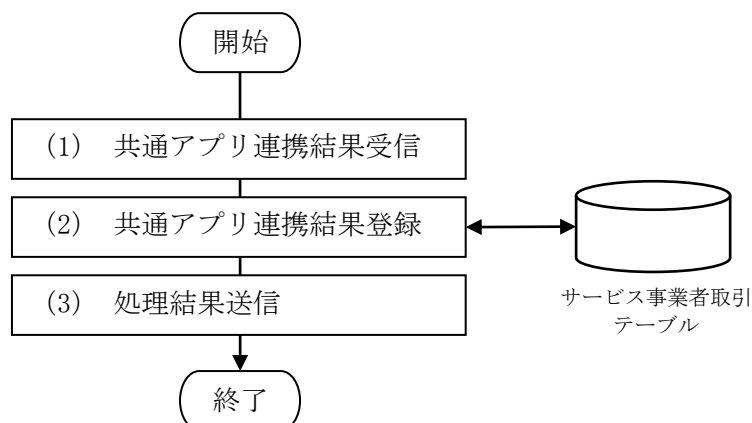 開始
(1) 共通アプリ連携結果受信
(2) 共通アプリ連携結果登録
(3) 処理結果送信
サービス事業者取引
テーブル
終了